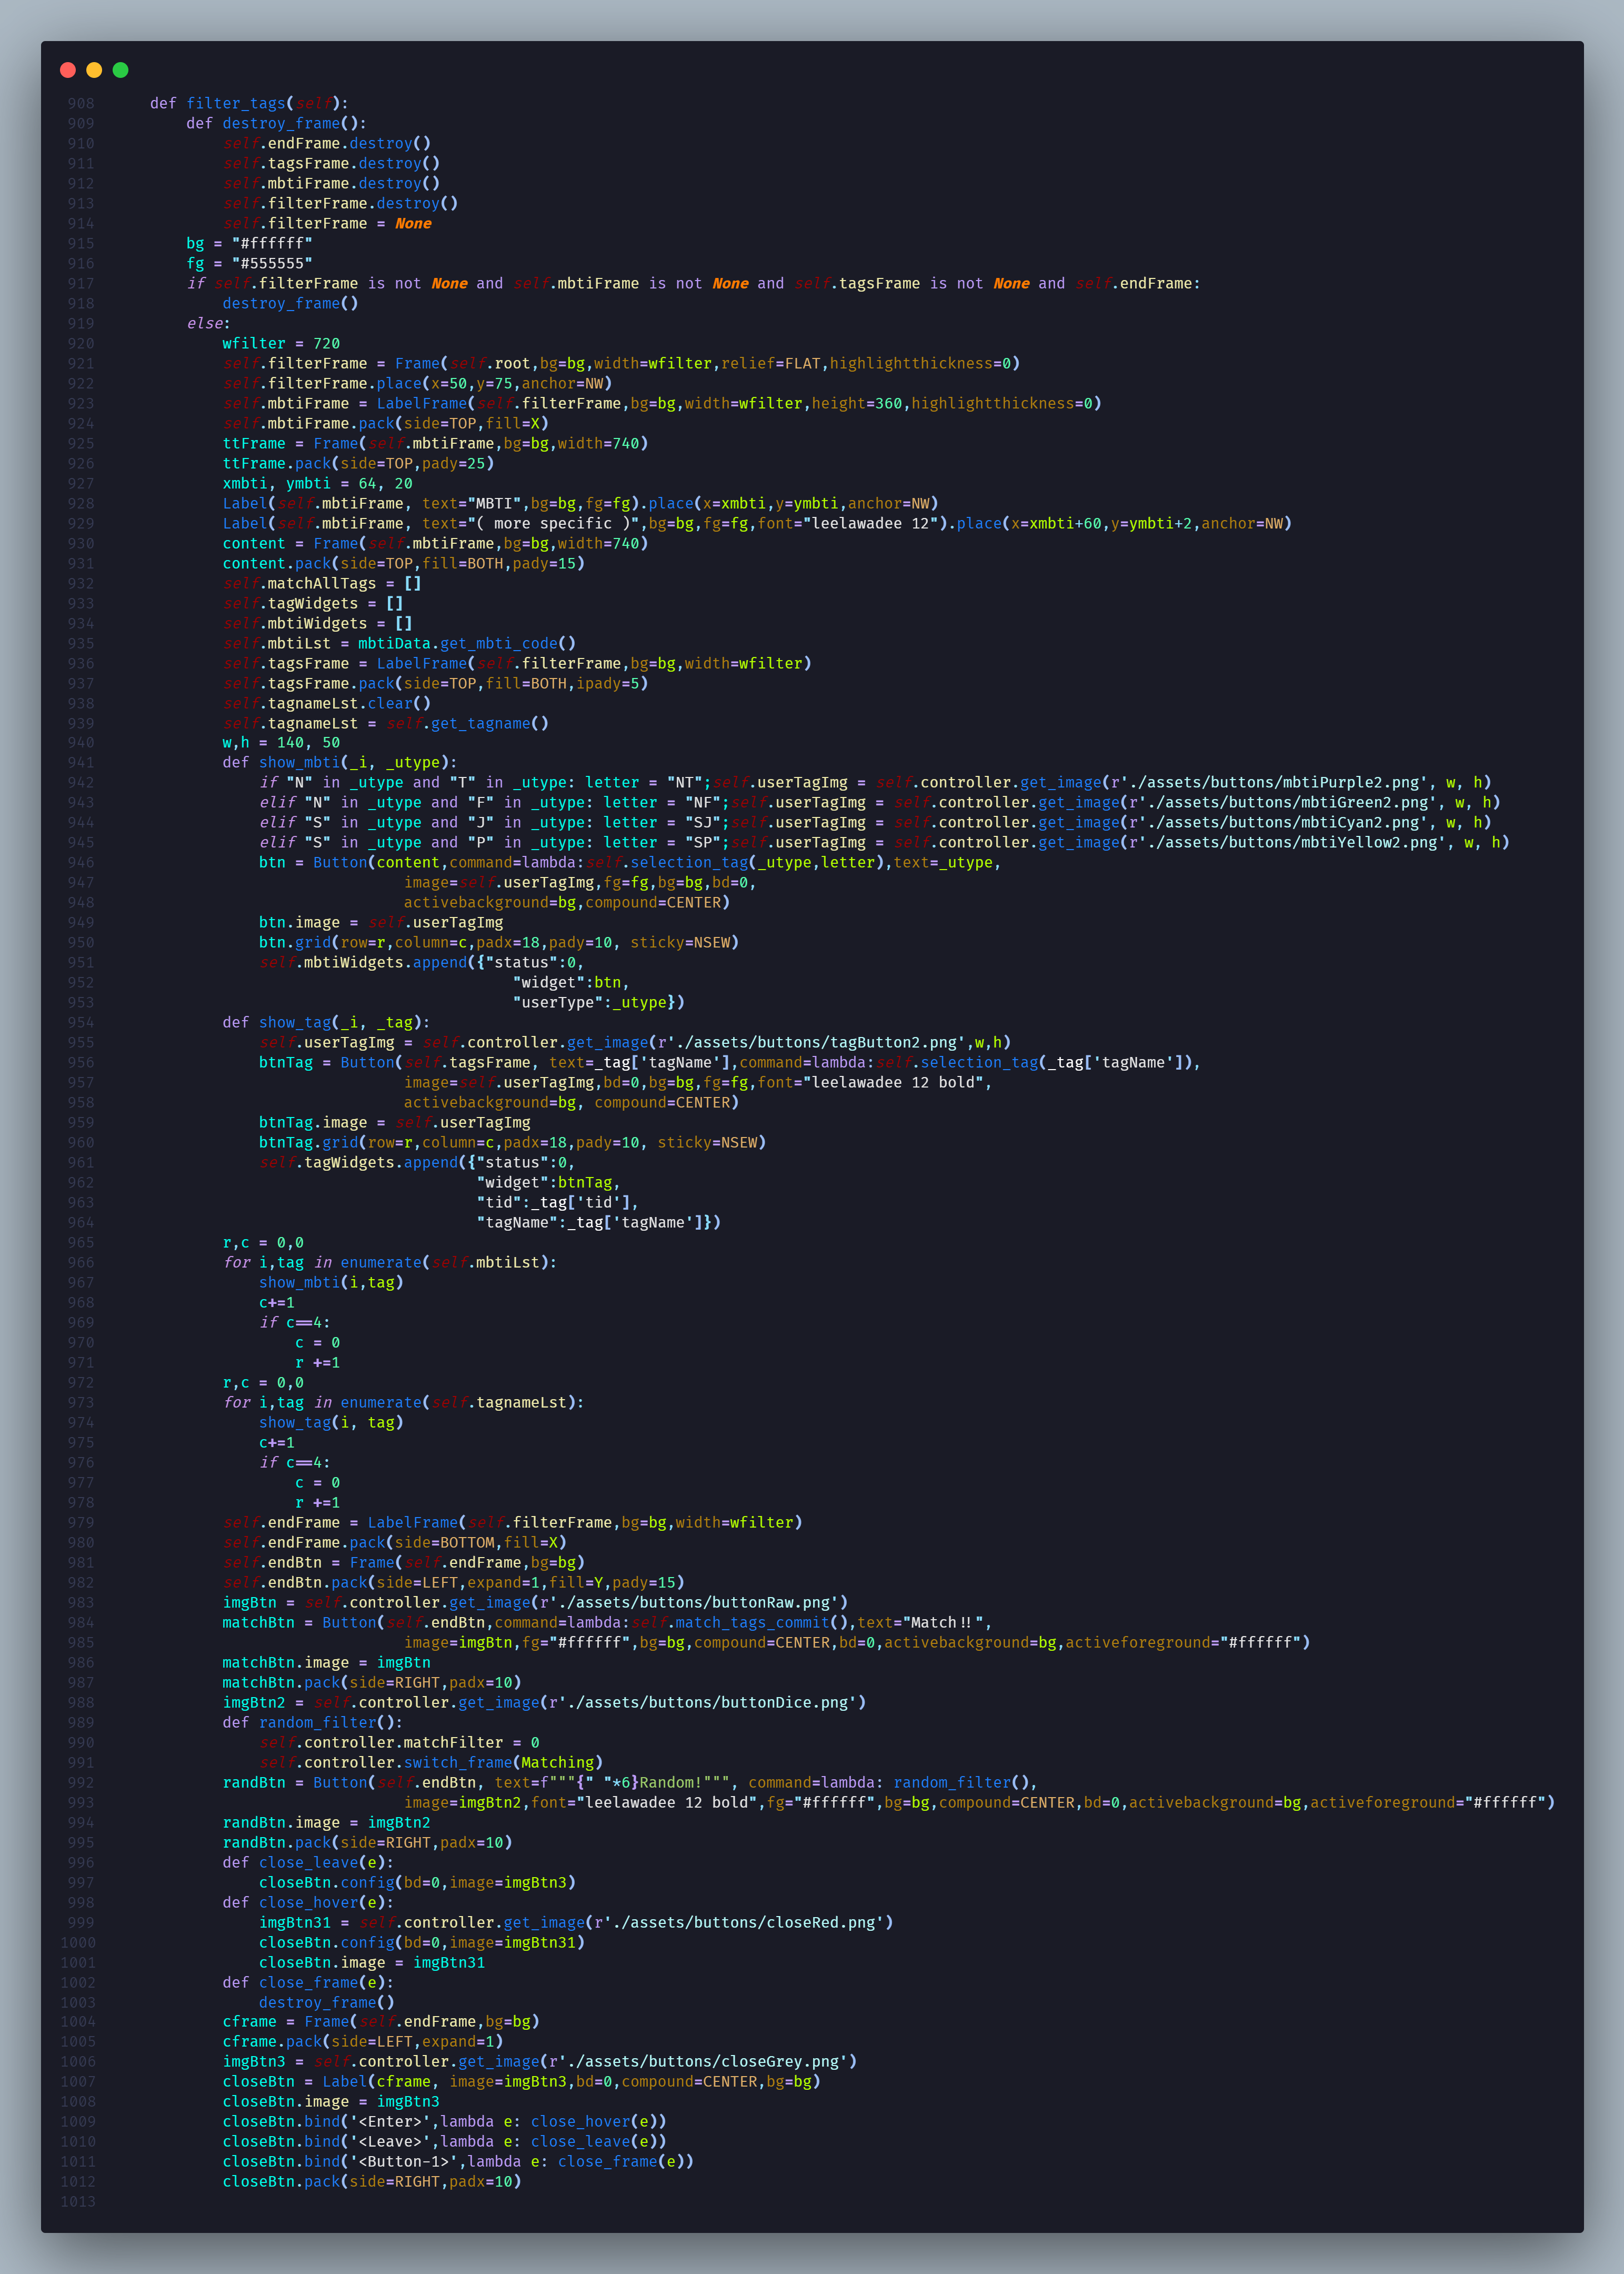 908 def filter_tags(self):
909 def destroy_frame():
910 self.endFrame.destroy()
911 self.tagsFrame.destroy()
912 self.mbtiFrame.destroy()
913 self.filterFrame.destroy()
914 self.filterFrame = None
915 bg = "#ffffff"
916 fg = "#555555"
917 if self.filterFrame is not None and self.mbtiFrame is not None and self.tagsFrame is not None and self.endFrame:
918 destroy_frame()
919 else:
920 wfilter = 720
921 self.filterFrame = Frame(self.root,bg=bg,width=wfilter,relief=FLAT,highlightthickness=0)
922 self.filterFrame.place(x=50,y=75,anchor=NW)
923 self.mbtiFrame = LabelFrame(self.filterFrame,bg=bg,width=wfilter,height=360,highlightthickness=0)
924 self.mbtiFrame.pack(side=TOP,fill=X)
925 ttFrame = Frame(self.mbtiFrame,bg=bg,width=740)
926 ttFrame.pack(side=TOP,pady=25)
927 xmbti, ymbti = 64, 20
928 Label(self.mbtiFrame, text="MBTI",bg=bg,fg=fg).place(x=xmbti,y=ymbti,anchor=NW)
929 Label(self.mbtiFrame, text="( more specific )",bg=bg,fg=fg,font="leelawadee 12").place(x=xmbti+60,y=ymbti+2,anchor=NW)
930 content = Frame(self.mbtiFrame,bg=bg,width=740)
931 content.pack(side=TOP,fill=BOTH,pady=15)
932 self.matchAllTags = []
933 self.tagWidgets = []
934 self.mbtiWidgets = []
935 self.mbtiLst = mbtiData.get_mbti_code()
936 self.tagsFrame = LabelFrame(self.filterFrame,bg=bg,width=wfilter)
937 self.tagsFrame.pack(side=TOP,fill=BOTH,ipady=5)
938 self.tagnameLst.clear()
939 self.tagnameLst = self.get_tagname()
940 w,h = 140, 50
941 def show_mbti(_i, _utype):
942 if "N" in _utype and "T" in _utype: letter = "NT";self.userTagImg = self.controller.get_image(r'./assets/buttons/mbtiPurple2.png', w, h)
943 elif "N" in _utype and "F" in _utype: letter = "NF";self.userTagImg = self.controller.get_image(r'./assets/buttons/mbtiGreen2.png', w, h)
944 elif "S" in _utype and "J" in _utype: letter = "SJ";self.userTagImg = self.controller.get_image(r'./assets/buttons/mbtiCyan2.png', w, h)
945 elif "S" in _utype and "P" in _utype: letter = "SP";self.userTagImg = self.controller.get_image(r'./assets/buttons/mbtiYellow2.png', w, h)
946 btn = Button(content,command=lambda:self.selection_tag(_utype,letter),text=_utype,
947 image=self.userTagImg,fg=fg,bg=bg,bd=0,
948 activebackground=bg,compound=CENTER)
949 btn.image = self.userTagImg
950 btn.grid(row=r,column=c,padx=18,pady=10, sticky=NSEW)
951 self.mbtiWidgets.append({"status":0,
952 "widget":btn,
953 "userType":_utype})
954 def show_tag(_i, _tag):
955 self.userTagImg = self.controller.get_image(r'./assets/buttons/tagButton2.png',w,h)
956 btnTag = Button(self.tagsFrame, text=_tag['tagName'],command=lambda:self.selection_tag(_tag['tagName']),
957 image=self.userTagImg,bd=0,bg=bg,fg=fg,font="leelawadee 12 bold",
958 activebackground=bg, compound=CENTER)
959 btnTag.image = self.userTagImg
960 btnTag.grid(row=r,column=c,padx=18,pady=10, sticky=NSEW)
961 self.tagWidgets.append({"status":0,
962 "widget":btnTag,
963 "tid":_tag['tid'],
964 "tagName":_tag['tagName']})
965 r,c = 0,0
966 for i,tag in enumerate(self.mbtiLst):
967 show_mbti(i,tag)
968 c+=1
969 if c==4:
970 c = 0
971 r +=1
972 r,c = 0,0
973 for i,tag in enumerate(self.tagnameLst):
974 show_tag(i, tag)
975 c+=1
976 if c==4:
977 c = 0
978 r +=1
979 self.endFrame = LabelFrame(self.filterFrame,bg=bg,width=wfilter)
980 self.endFrame.pack(side=BOTTOM,fill=X)
981 self.endBtn = Frame(self.endFrame,bg=bg)
982 self.endBtn.pack(side=LEFT,expand=1,fill=Y,pady=15)
983 imgBtn = self.controller.get_image(r'./assets/buttons/buttonRaw.png')
984 matchBtn = Button(self.endBtn,command=lambda:self.match_tags_commit(),text="Match!!",
985 image=imgBtn,fg="#ffffff",bg=bg,compound=CENTER,bd=0,activebackground=bg,activeforeground="#ffffff")
986 matchBtn.image = imgBtn
987 matchBtn.pack(side=RIGHT,padx=10)
988 imgBtn2 = self.controller.get_image(r'./assets/buttons/buttonDice.png')
989 def random_filter():
990 self.controller.matchFilter = 0
991 self.controller.switch_frame(Matching)
992 randBtn = Button(self.endBtn, text=f"""{" "*6}Random!""", command=lambda: random_filter(),
993 image=imgBtn2,font="leelawadee 12 bold",fg="#ffffff",bg=bg,compound=CENTER,bd=0,activebackground=bg,activeforeground="#ffffff")
994 randBtn.image = imgBtn2
995 randBtn.pack(side=RIGHT,padx=10)
996 def close_leave(e):
997 closeBtn.config(bd=0,image=imgBtn3)
998 def close_hover(e):
999 imgBtn31 = self.controller.get_image(r'./assets/buttons/closeRed.png')
1000 closeBtn.config(bd=0,image=imgBtn31)
1001 closeBtn.image = imgBtn31
1002 def close_frame(e):
1003 destroy_frame()
1004 cframe = Frame(self.endFrame,bg=bg)
1005 cframe.pack(side=LEFT,expand=1)
1006 imgBtn3 = self.controller.get_image(r'./assets/buttons/closeGrey.png')
1007 closeBtn = Label(cframe, image=imgBtn3,bd=0,compound=CENTER,bg=bg)
1008 closeBtn.image = imgBtn3
1009 closeBtn.bind('<Enter>',lambda e: close_hover(e))
1010 closeBtn.bind('<Leave>',lambda e: close_leave(e))
1011 closeBtn.bind('<Button-1>',lambda e: close_frame(e))
1012 closeBtn.pack(side=RIGHT,padx=10)
1013